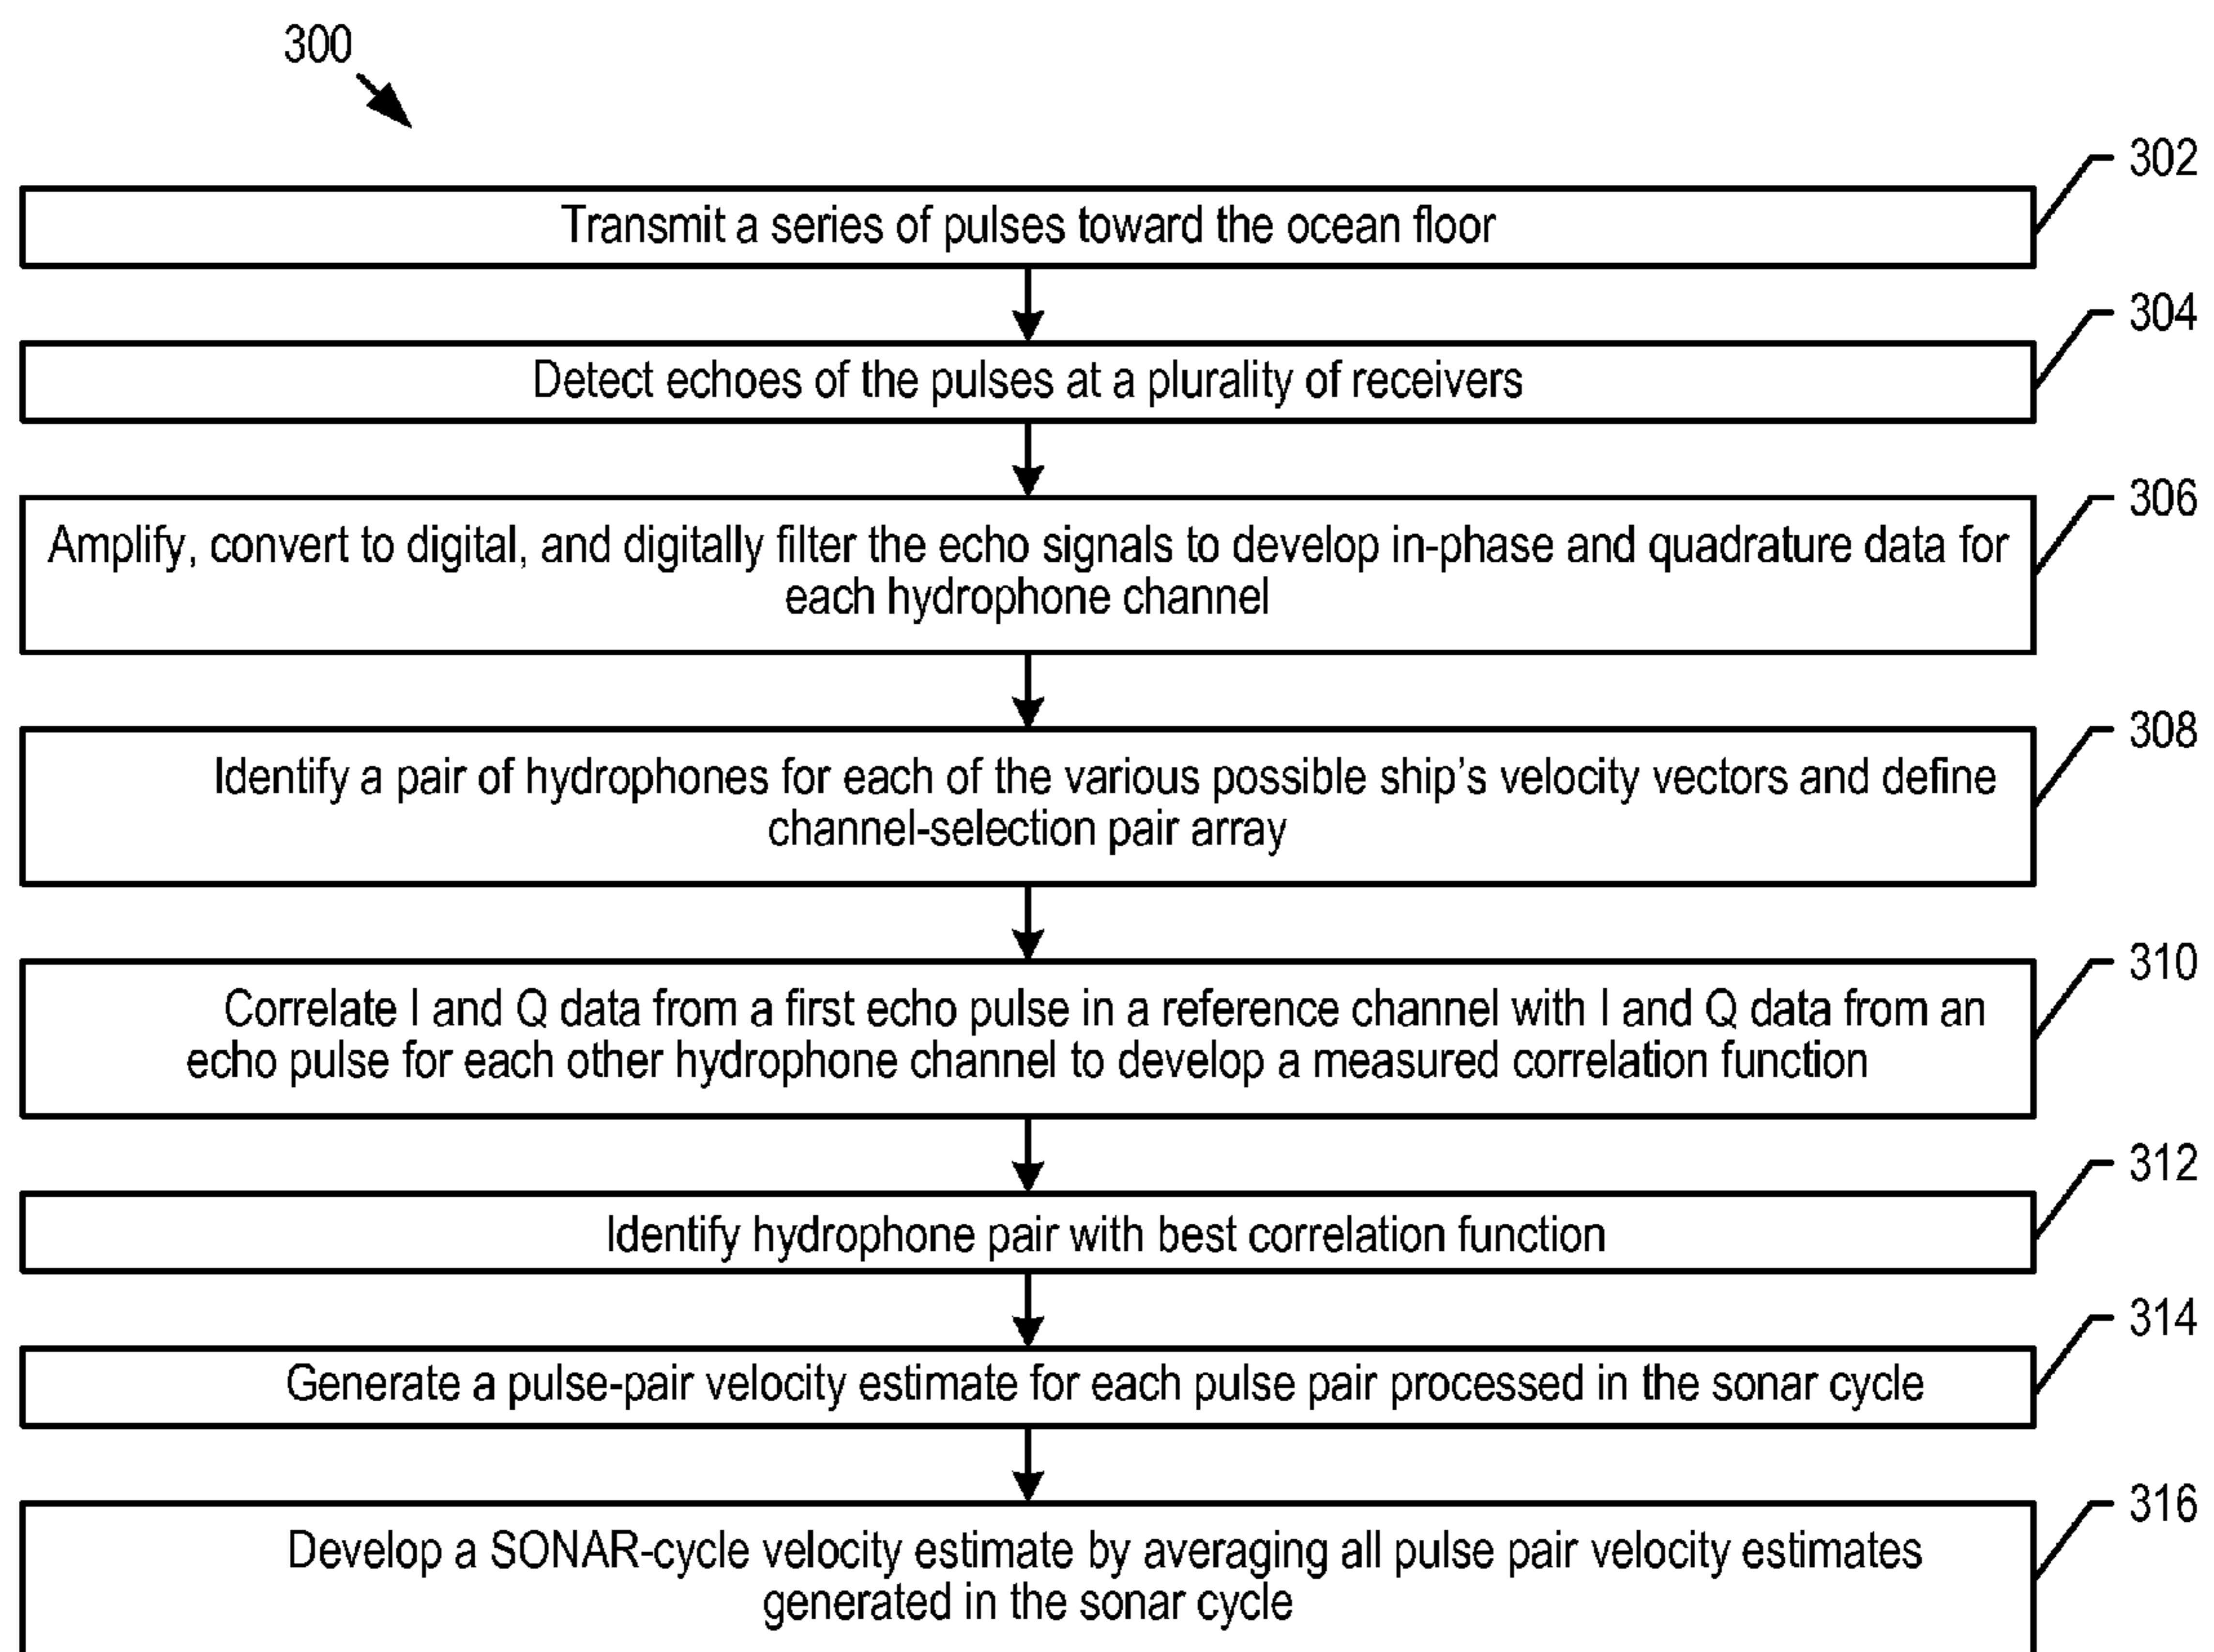 300
302
Transmit a series of pulses toward the ocean floor
304
Detect echoes of the pulses at a plurality of receivers
306
Amplify, convert to digital, and digitally filter the echo signals to develop in-phase and quadrature data for
each hydrophone channel
308
Identify a pair of hydrophones for each of the various possible ship's velocity vectors and define
channel-selection pair array
310
Correlate I and Q data from a first echo pulse in a reference channel with I and Q data from an
echo pulse for each other hydrophone channel to develop a measured correlation function
312
Identify hydrophone pair with best correlation function
314
Generate a pulse-pair velocity estimate for each pulse pair processed in the sonar cycle
316
Develop a SONAR-cycle velocity estimate by averaging all pulse pair velocity estimates
generated in the sonar cycle